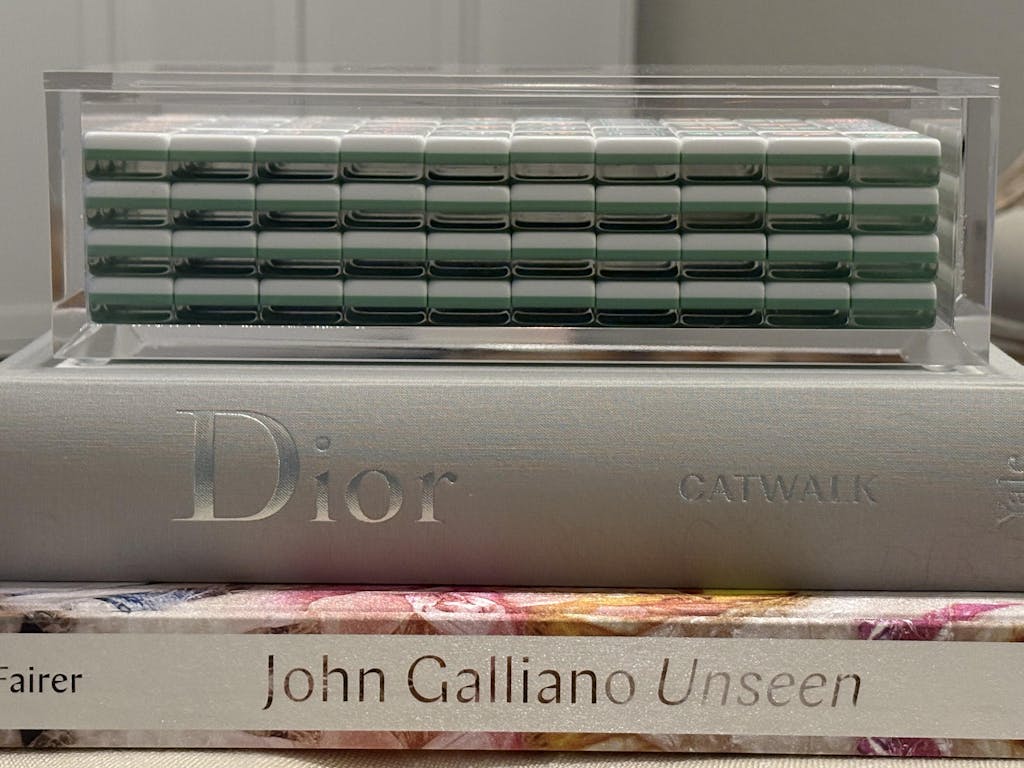 Dior CATWALK Yale
Fairer John Galliano Unseen